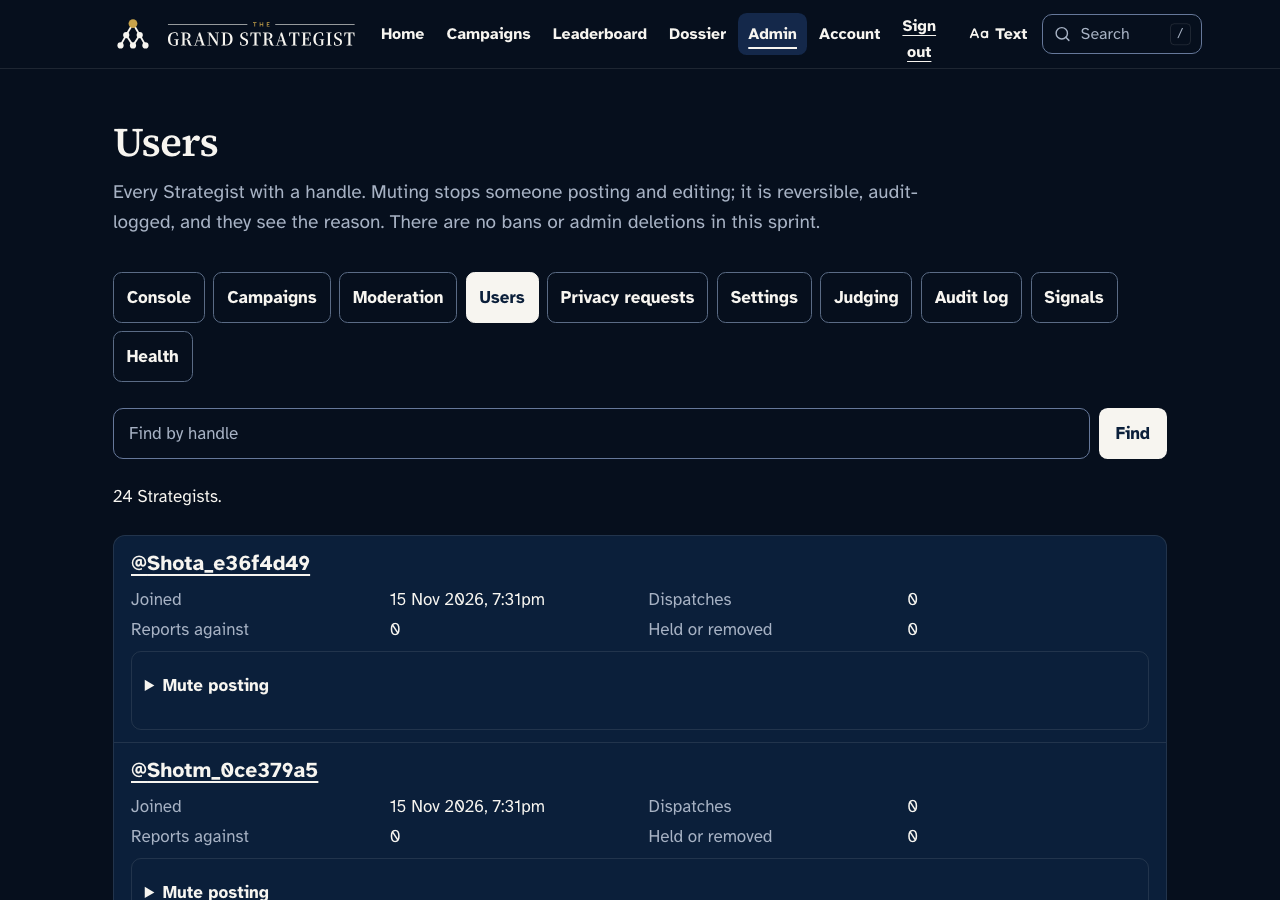 THE
GRAND STRATEGIST
Home Campaigns Leaderboard Dossier Admin Account Sign out Aa Text Search /
Users
Every Strategist with a handle. Muting stops someone posting and editing; it is reversible, audit-
logged, and they see the reason. There are no bans or admin deletions in this sprint.
Console Campaigns Moderation Users Privacy requests Settings Judging Audit log Signals
Health
Find by handle Find
24 Strategists.
@Shota_e36f4d49
Joined 15 Nov 2026, 7:31pm Dispatches 0
Reports against 0 Held or removed 0
Mute posting
@Shotm_0ce379a5
Joined 15 Nov 2026, 7:31pm Dispatches 0
Reports against 0 Held or removed 0
Mute posting